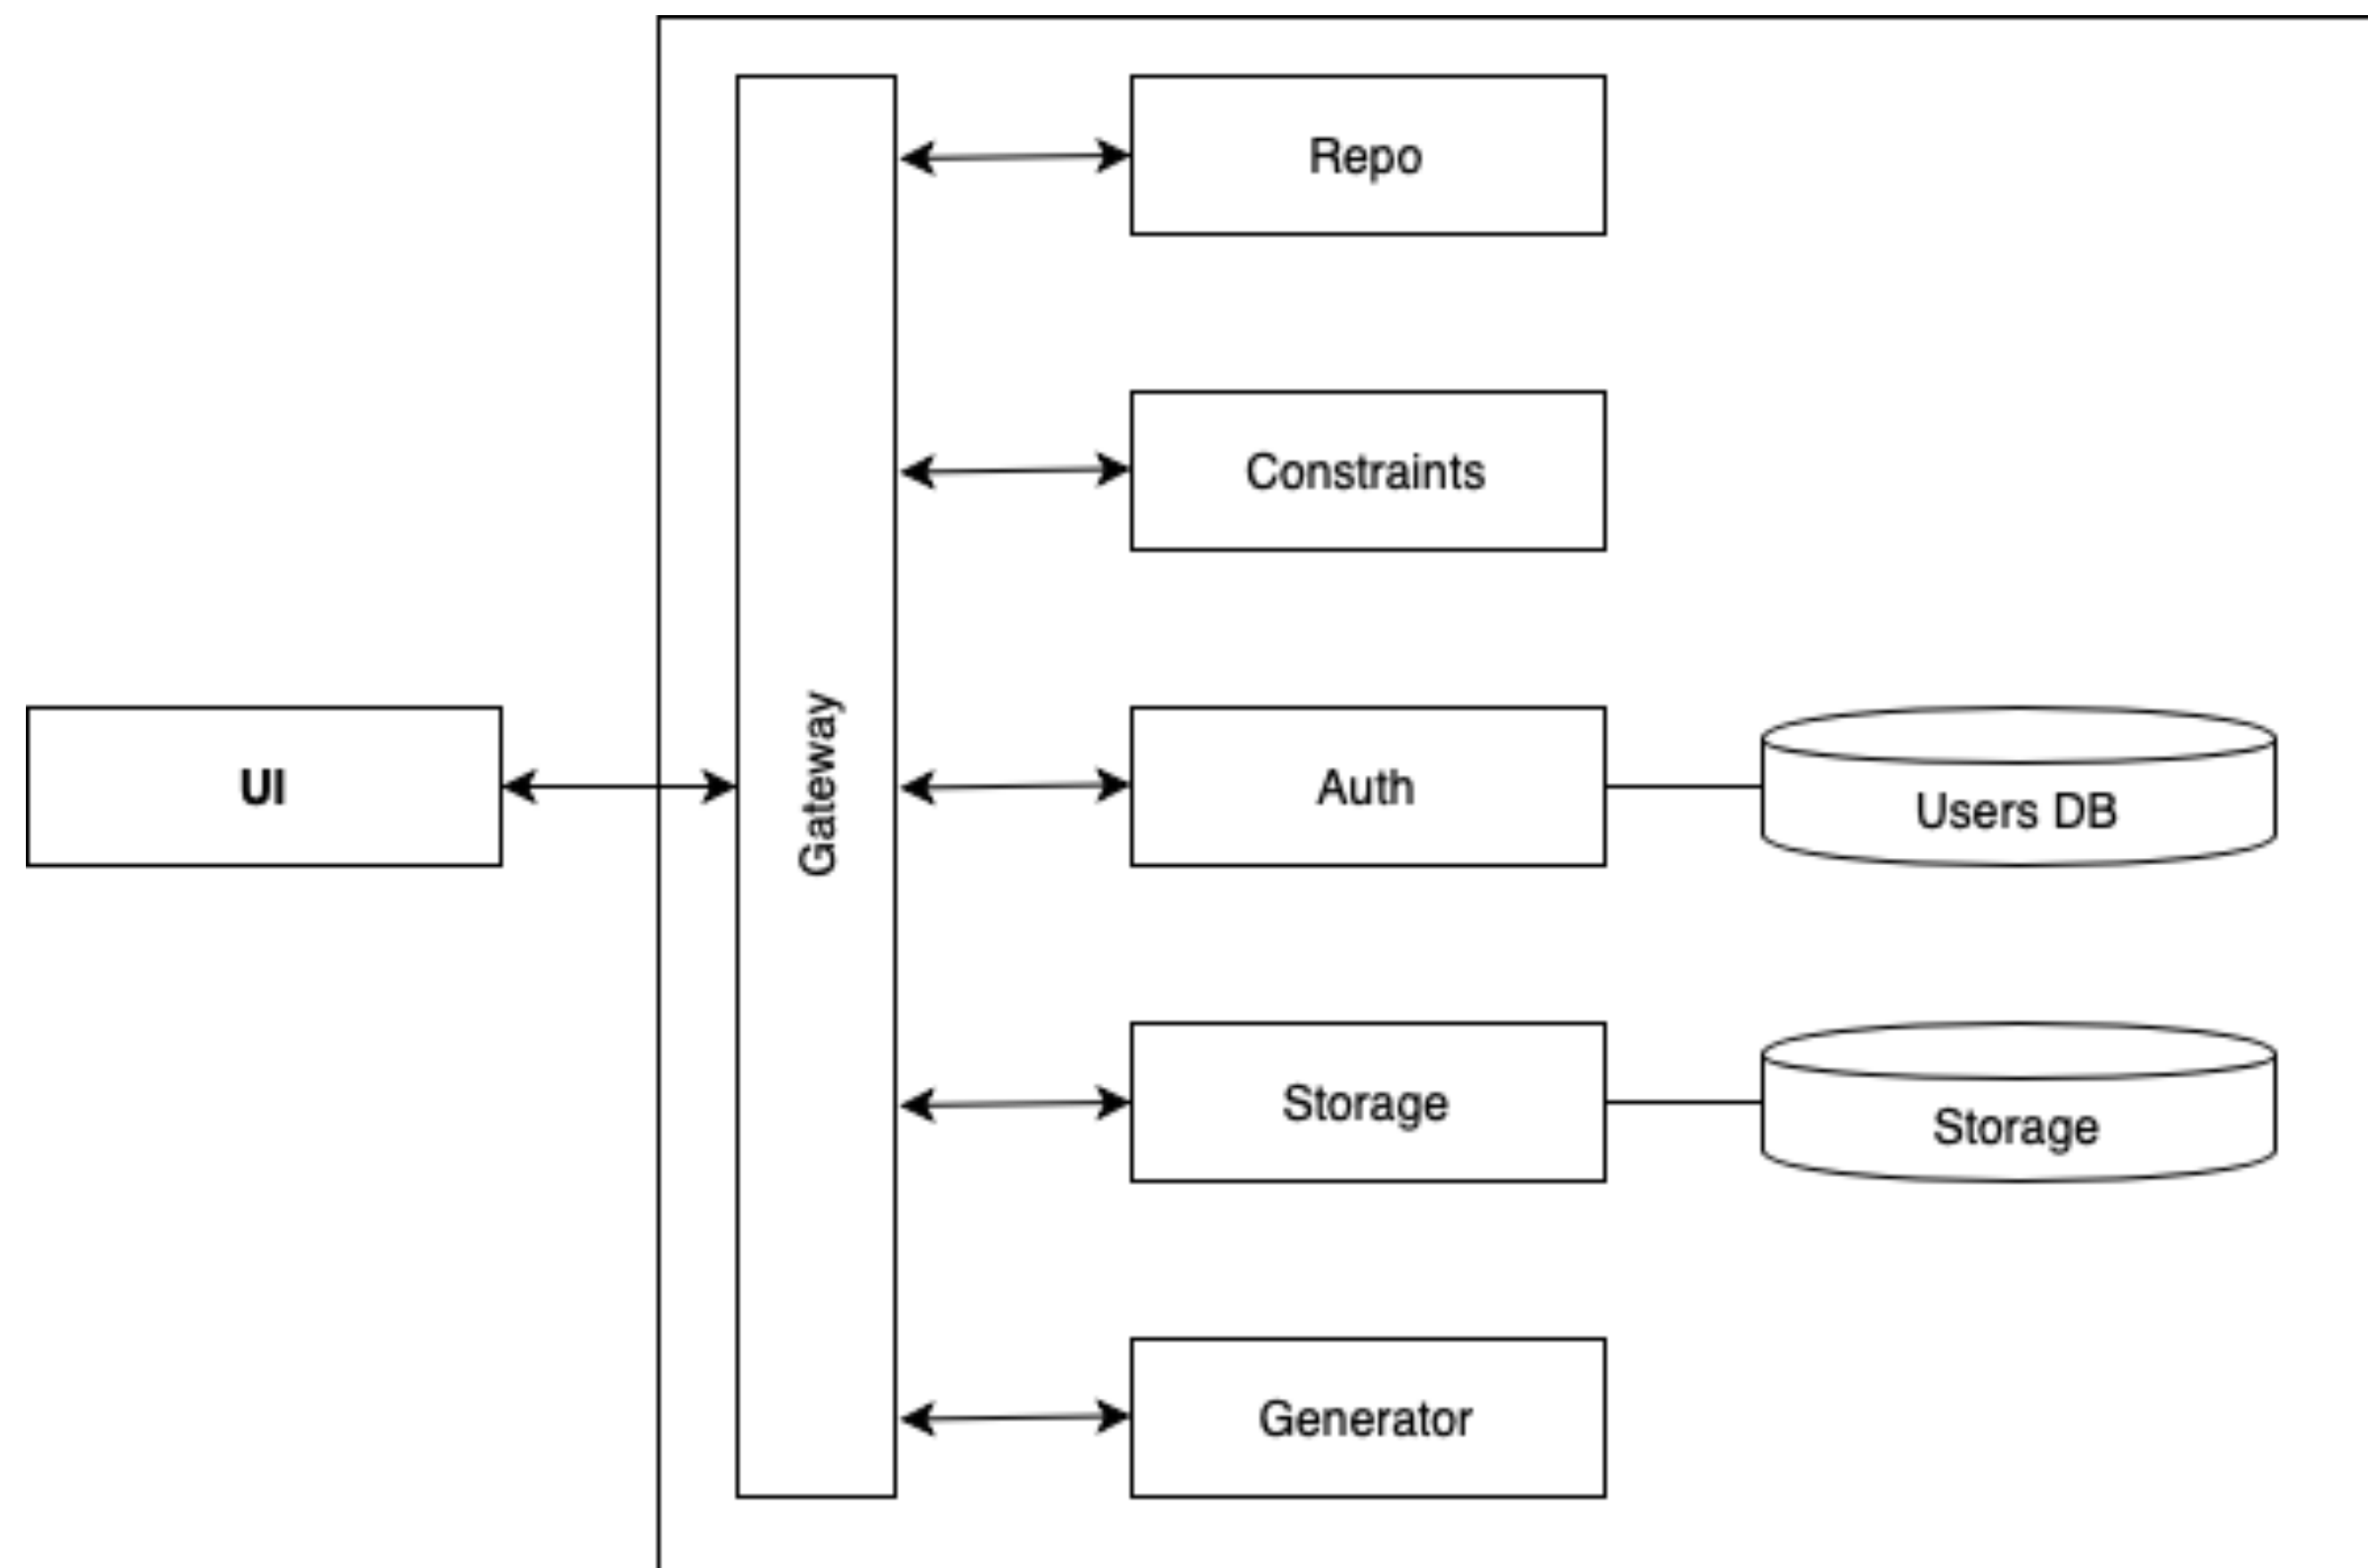 Repo
Constraints
Gateway
UI
Auth
Users DB
Storage
Storage
Generator